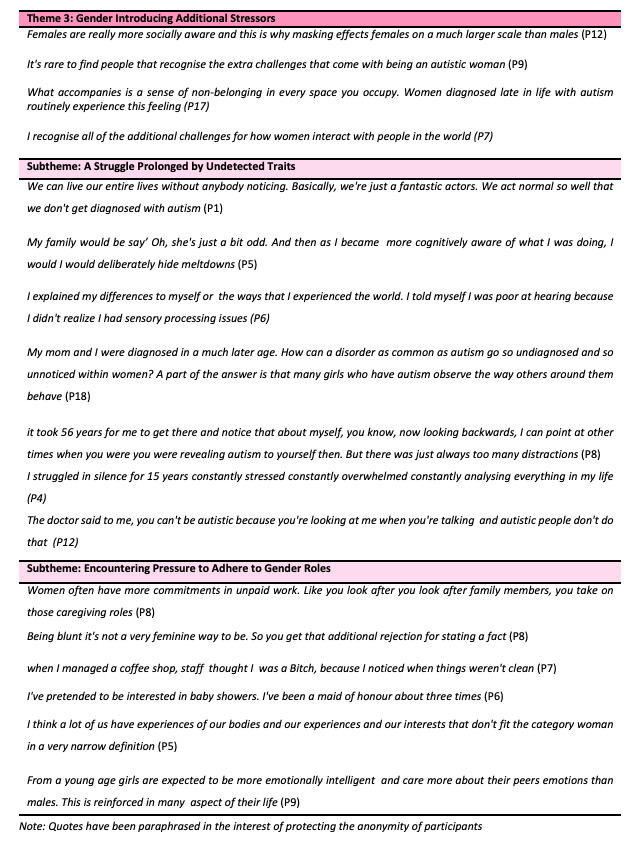 Theme 3: Gender Introducing Additional Stressors
Females are really more socially aware and this is why masking effects females on a much larger scale than males (P12)
It's rare to find people that recognise the extra challenges that come with being an autistic woman (P9)
What accompanies is a sense of non-belonging in every space you occupy. Women diagnosed late in life with autism
routinely experience this feeling (P17)
I recognise all of the additional challenges for how women interact with people in the world (P7)
Subtheme: A Struggle Prolonged by Undetected Traits
We can live our entire lives without anybody noticing. Basically, we're just a fantastic actors. We act normal so well that
we don't get diagnosed with autism (P1)
My family would be say' Oh, she's just a bit odd. And then as I became more cognitively aware of what I was doing, I
would I would deliberately hide meltdowns (P5)
I explained my differences to myself or the ways that I experienced the world. I told myself I was poor at hearing because
I didn't realize I had sensory processing issues (P6)
My mom and I were diagnosed in a much later age. How can a disorder as common as autism go so undiagnosed and so
unnoticed within women? A part of the answer is that many girls who have autism observe the way others around them
behave (P18)
it took 56 years for me to get there and notice that about myself, you know, now looking backwards, I can point at other
times when you were you were revealing autism to yourself then. But there was just always too many distractions (P8)
I struggled in silence for 15 years constantly stressed constantly overwhelmed constantly analysing everything in my life
(P4)
The doctor said to me, you can't be autistic because you're looking at me when you're talking and autistic people don't do
that (P12)
Subtheme: Encountering Pressure to Adhere to Gender Roles
Women often have more commitments in unpaid work. Like you look after you look after family members, you take on
those caregiving roles (P8)
Being blunt it's not a very feminine way to be. So you get that additional rejection for stating a fact (P8)
when I managed a coffee shop, staff thought I was a Bitch, because I noticed when things weren't clean (P7)
I've pretended to be interested in baby showers. I've been a maid of honour about three times (P6)
I think a lot of us have experiences of our bodies and our experiences and our interests that don't fit the category woman
in a very narrow definition (P5)
From a young age girls are expected to be more emotionally intelligent and care more about their peers emotions than
males. This is reinforced in many aspect of their life (P9)
Note: Quotes have been paraphrased in the interest of protecting the anonymity of participants